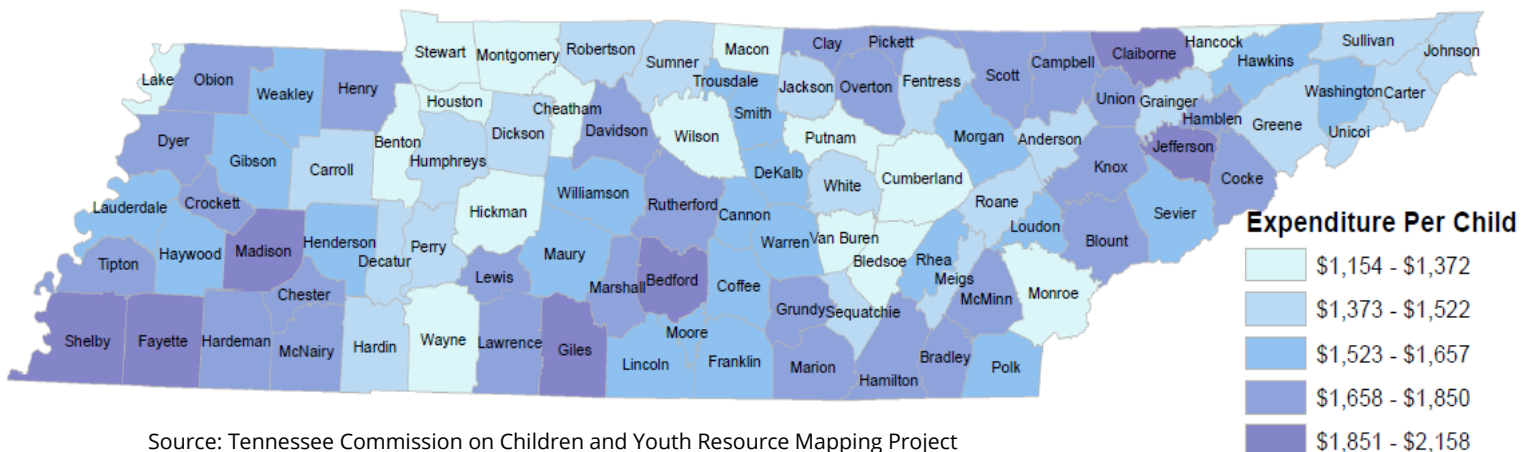 Stewart
Montgomery
Robertson
Sumner
Macon
Clay
Pickett
Scott
Campbell
Claiborne
Hancock
Hawkins
Sullivan
Johnson
Lake
Obion
Weakley
Henry
Houston
Cheatham
Trousdale
Jackson
Overton
Fentress
Union
Grainger
Hamblen
Washington
Carter
Greene
Unicoi
Dyer
Gibson
Carroll
Benton
Humphreys
Dickson
Davidson
Wilson
Smith
Putnam
Morgan
Anderson
Knox
Jefferson
Cocke
Lauderdale
Crockett
Williamson
Rutherford
Cannon
DeKalb
White
Cumberland
Roane
Loudon
Blount
Sevier
Tipton
Haywood
Madison
Henderson
Decatur
Perry
Hickman
Lewis
Maury
Marshall
Bedford
Coffee
Warren
Van Buren
Bledsoe
Rhea
Meigs
McMinn
Monroe
Chester
Shelby
Fayette
Hardeman
McNairy
Hardin
Wayne
Lawrence
Giles
Lincoln
Moore
Franklin
Grundy
Sequatchie
Marion
Hamilton
Bradley
Polk
Expenditure Per Child
$1,154 - $1,372
$1,373 - $1,522
$1,523 - $1,657
$1,658 - $1,850
$1,851 - $2,158
Source: Tennessee Commission on Children and Youth Resource Mapping Project